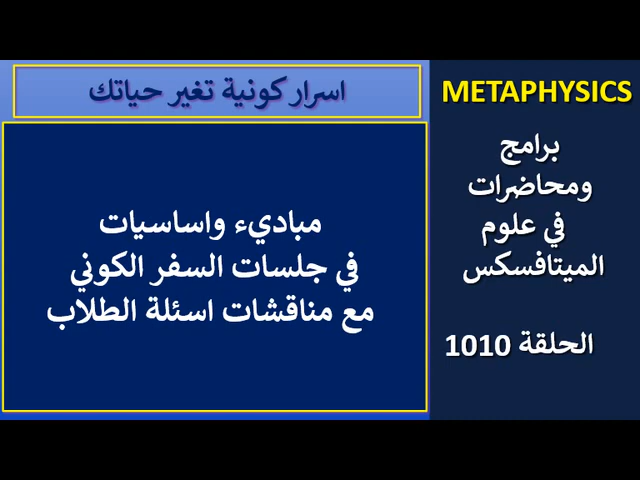 اسرار كونية تغير حياتك
مباديء واساسيات
في جلسات السفر الكوني
مع مناقشات اسئلة الطلاب
METAPHYSICS
برامج
ومحاضرات
في علوم
الميتافسكس
الحلقة 1010